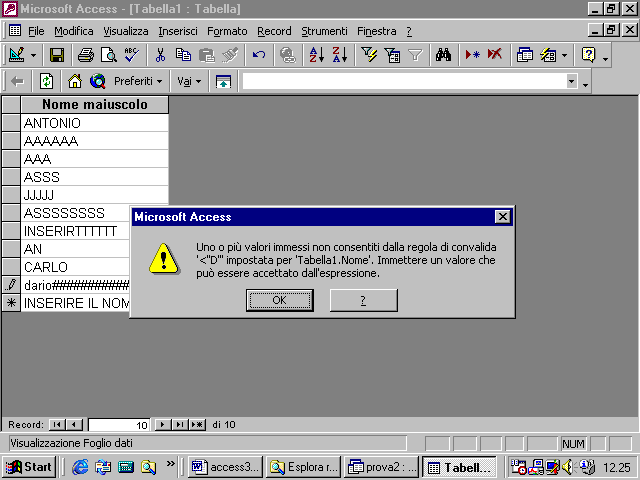 Microsoft Access - [Tabella1 : Tabella]
File Modifica Visualizza Inserisci Formato Record Strumenti Finestra ?
Preferiti Vai
Nome maiuscolo
ANTONIO
AAAAAA
AAA
ASSS
JJJJJ
ASSSSSSSS
INSERIRTTTTTT
AN
CARLO
dario##############
INSERIRE IL NOM
Microsoft Access
Uno o più valori immessi non consentiti dalla regola di convalida
'<"D"' impostata per 'Tabella1.Nome'. Immettere un valore che
può essere accettato dall'espressione.
OK ?
Record: 10 di 10
Visualizzazione Foglio dati NUM
Start access3... Esplora r... prova2 : ... Tabell... 12.25